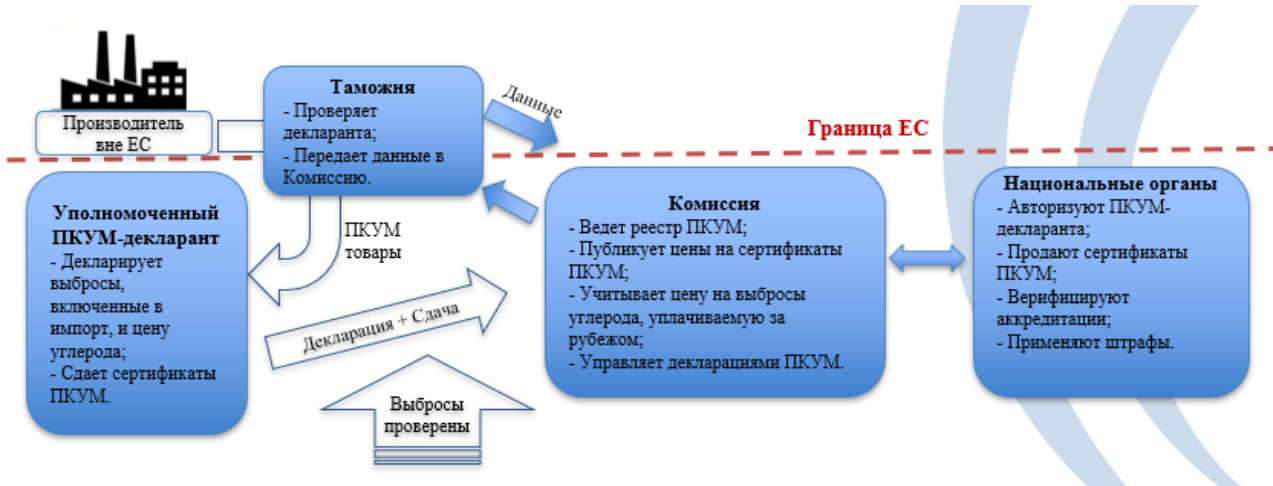 Производитель
вне ЕС
Таможня
- Проверяет
декларанта;
- Передает данные в
Комиссию.
Данные
Граница ЕС
Уполномоченный
ПКУМ-декларант
- Декларирует
выбросы,
включенные в
импорт, и цену
углерода;
- Сдает сертификаты
ПКУМ.
ПКУМ
товары
Декларация + Сдача
Выбросы
проверены
Комиссия
- Ведет реестр ПКУМ;
- Публикует цены на сертификаты
ПКУМ;
- Учитывает цену на выбросы
углерода, уплачиваемую за
рубежом;
- Управляет декларациями ПКУМ.
Национальные органы
- Авторизуют ПКУМ-
декларанта;
- Продают сертификаты
ПКУМ;
- Верифицируют
аккредитации;
- Применяют штрафы.